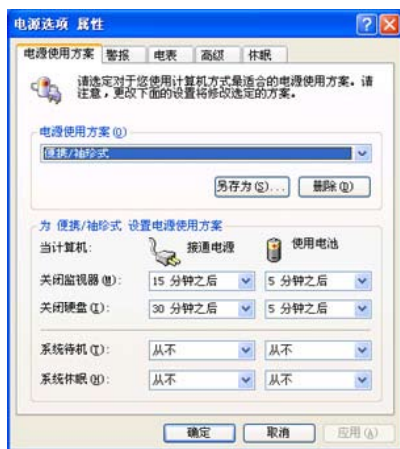 电源选项 属性
电源使用方案 警报 电表 高级 休眠
请选定对于您使用计算机方式最适合的电源使用方案。请
注意，更改下面的设置将修改选定的方案。
电源使用方案(O)
便携/袖珍式
另存为(S)... 删除(D)
为 便携/袖珍式 设置电源使用方案
当计算机: 接通电源 使用电池
关闭监视器(M): 15 分钟之后 5 分钟之后
关闭硬盘(I): 30 分钟之后 5 分钟之后
系统待机(T): 从不 从不
系统休眠(H): 从不 从不
确定 取消 应用(A)